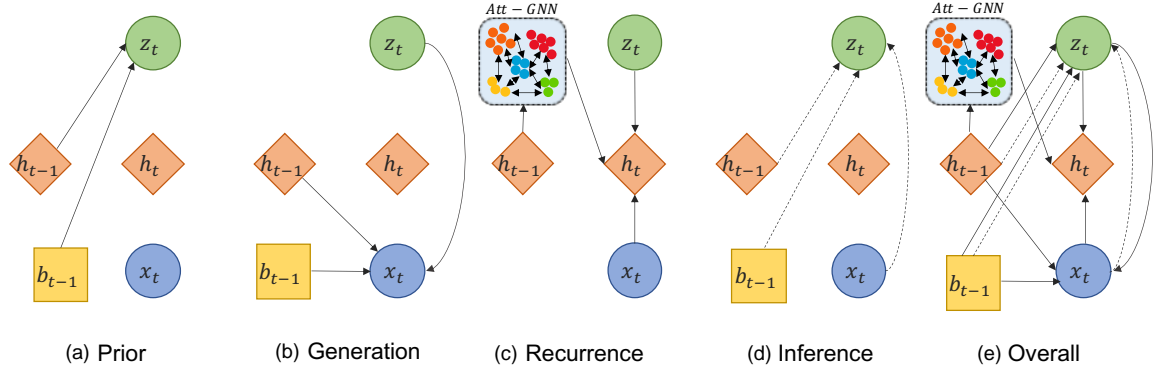 z_t
h_{t-1}
h_t
b_{t-1}
x_t
(a) Prior
z_t
h_{t-1}
h_t
b_{t-1}
x_t
(b) Generation
Att − GNN
z_t
h_{t-1}
h_t
x_t
(c) Recurrence
z_t
h_{t-1}
h_t
b_{t-1}
x_t
(d) Inference
Att − GNN
z_t
h_{t-1}
h_t
b_{t-1}
x_t
(e) Overall